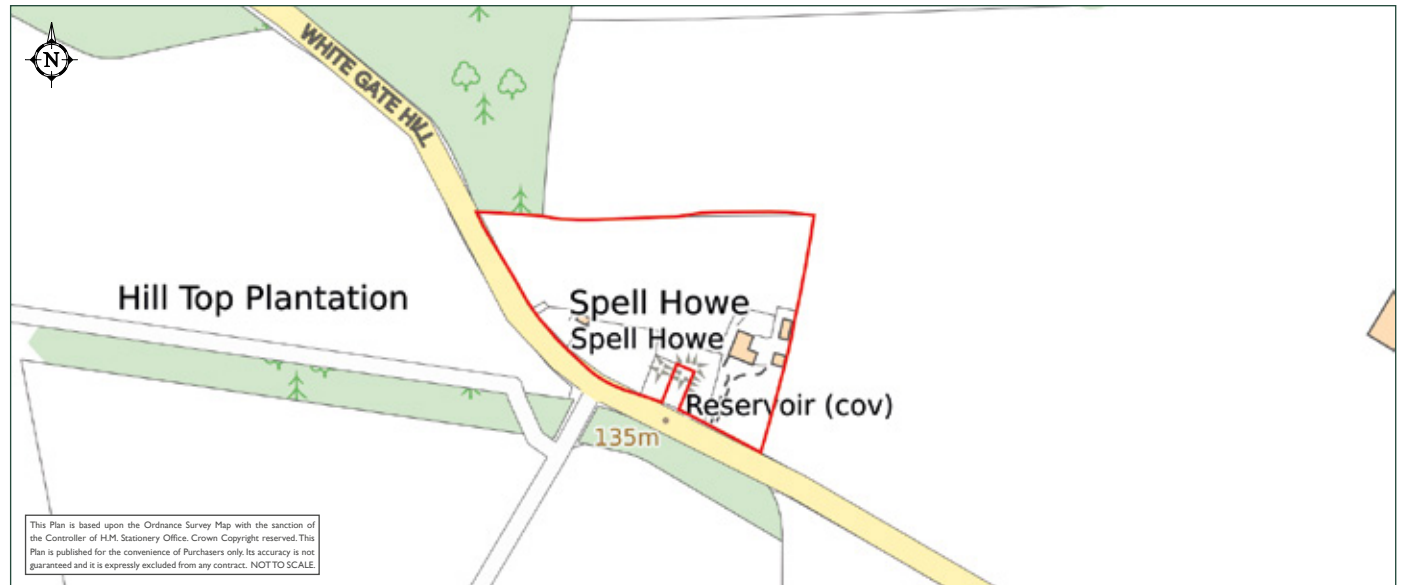 N
WHITE GATE HILL
Hill Top Plantation
Spell Howe
Spell Howe
Reservoir (cov)
135m
This Plan is based upon the Ordnance Survey Map with the sanction of
the Controller of H.M. Stationery Office. Crown Copyright reserved. This
Plan is published for the convenience of Purchasers only. Its accuracy is not
guaranteed and it is expressly excluded from any contract. NOT TO SCALE.